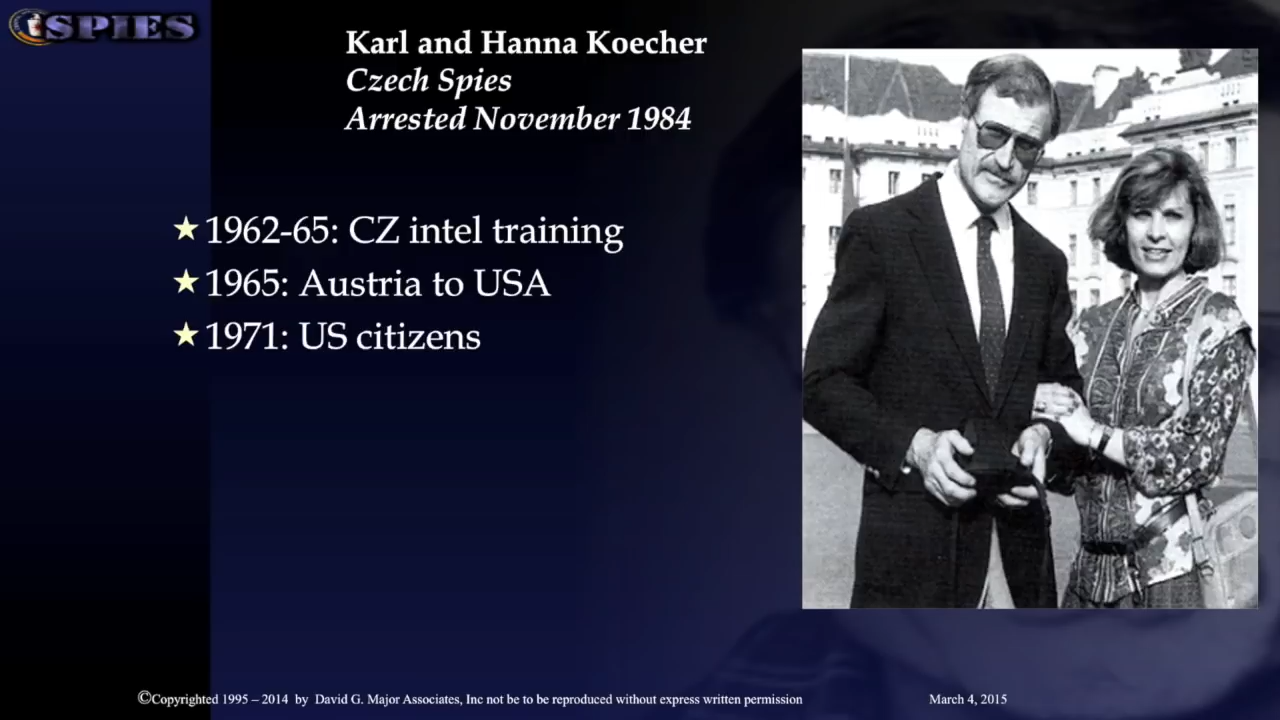 SPIES
Karl and Hanna Koecher
Czech Spies
Arrested November 1984
1962-65: CZ intel training
1965: Austria to USA
1971: US citizens
©Copyrighted 1995 – 2014 by David G. Major Associates, Inc not be to be reproduced without express written permission
March 4, 2015